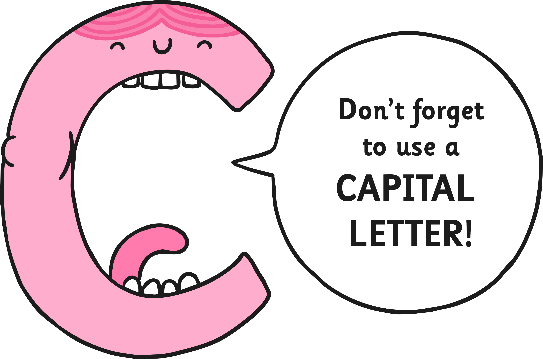 Don't forget
to use a
CAPITAL
LETTER!